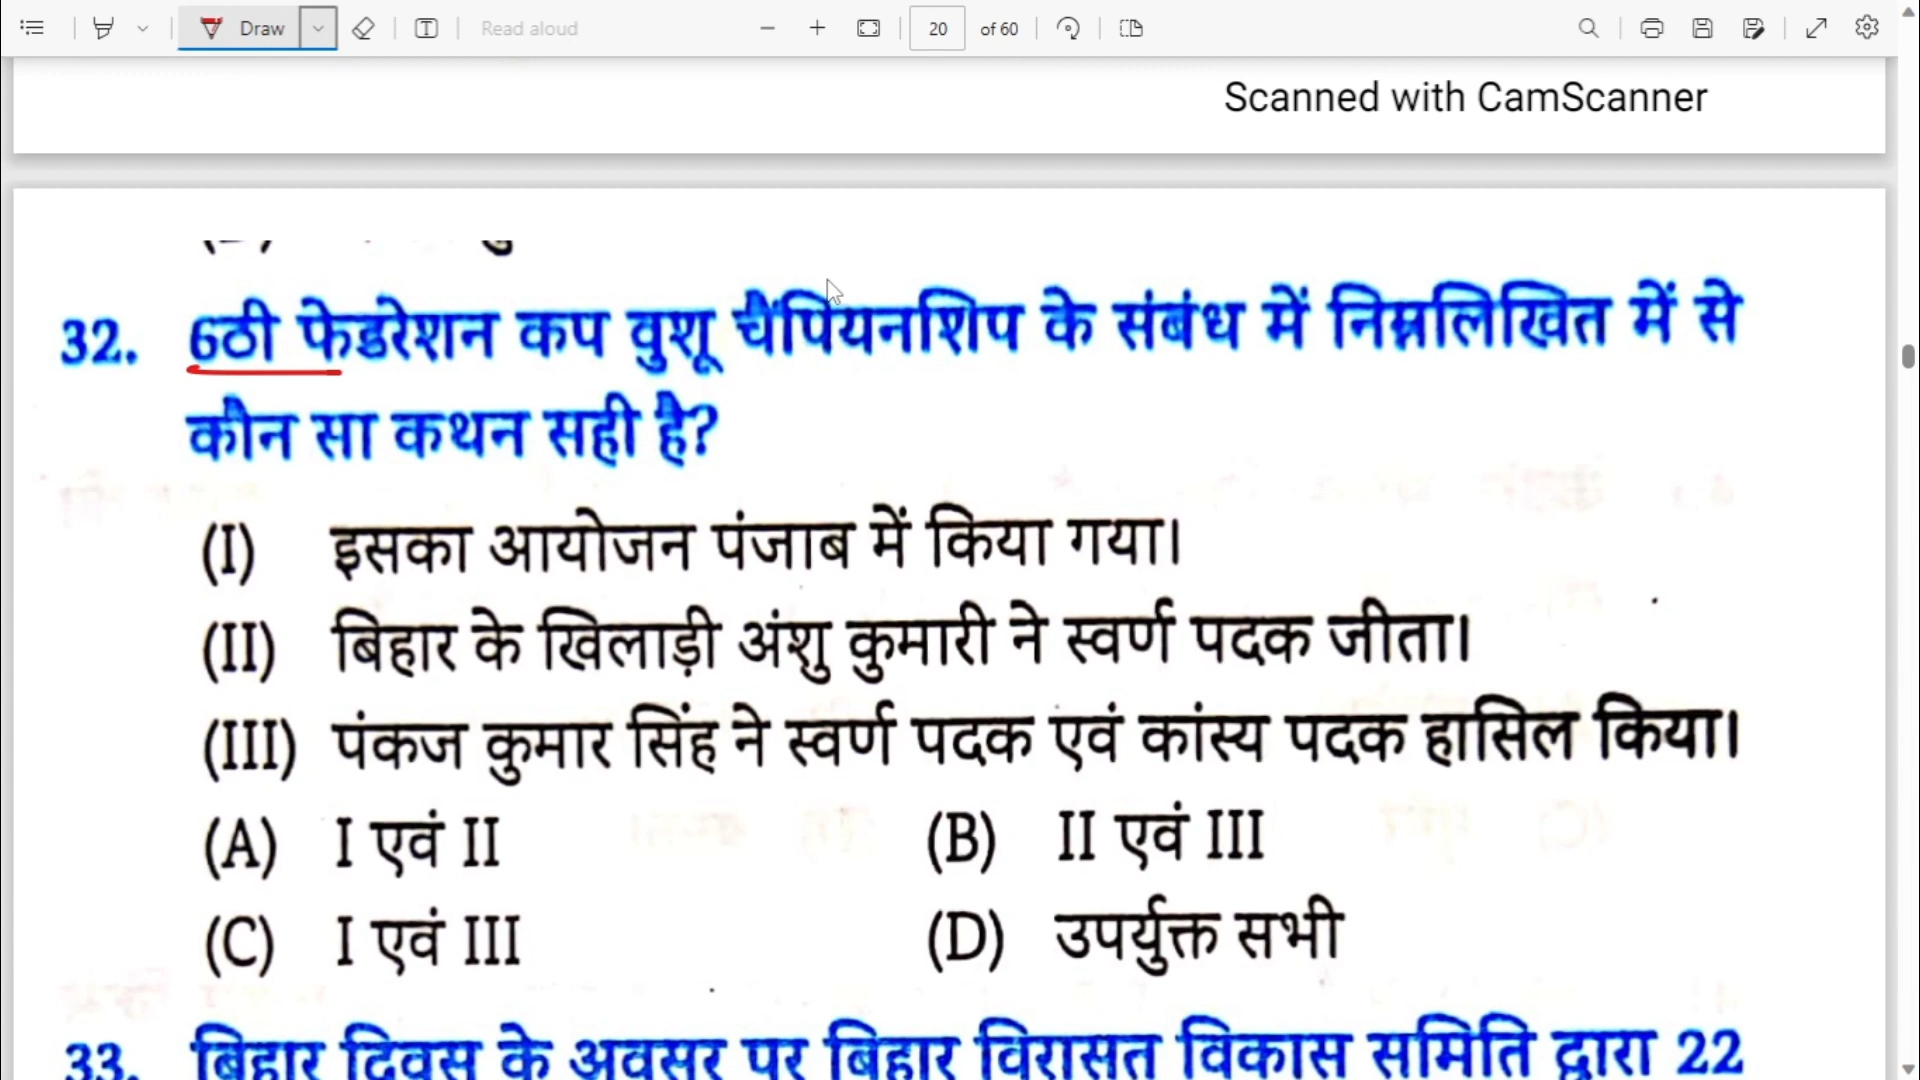 Draw
Read aloud
20 of 60
Scanned with CamScanner
32. 6ठी फेडरेशन कप वुशू चैंपियनशिप के संबंध में निम्नलिखित में से
कौन सा कथन सही है?
(I) इसका आयोजन पंजाब में किया गया।
(II) बिहार के खिलाड़ी अंशु कुमारी ने स्वर्ण पदक जीता।
(III) पंकज कुमार सिंह ने स्वर्ण पदक एवं कांस्य पदक हासिल किया।
(A) I एवं II (B) II एवं III
(C) I एवं III (D) उपर्युक्त सभी
33. बिहार दिवस के अवसर पर बिहार विरासत विकास समिति द्वारा 22